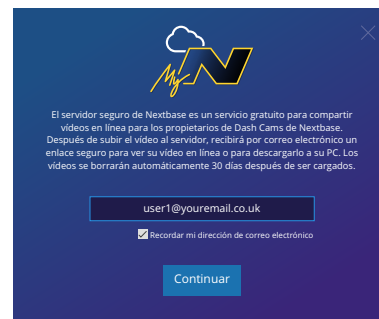 My N
El servidor seguro de Nextbase es un servicio gratuito para compartir
vídeos en línea para los propietarios de Dash Cams de Nextbase.
Después de subir el vídeo al servidor, recibirá por correo electrónico un
enlace seguro para ver su vídeo en línea o para descargarlo a su PC. Los
vídeos se borrarán automáticamente 30 días después de ser cargados.
user1@youremail.co.uk
Recordar mi dirección de correo electrónico
Continuar